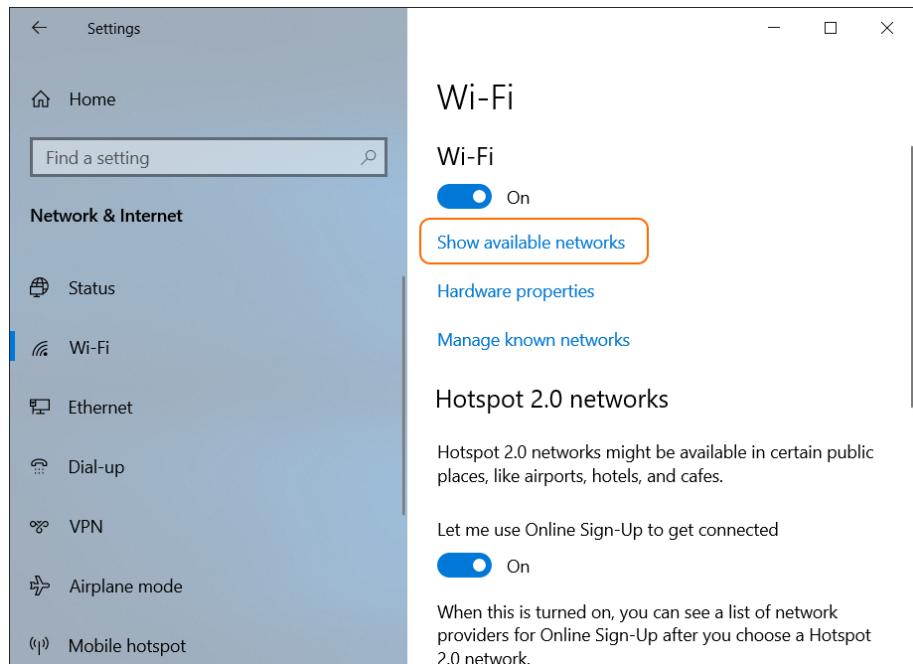 Settings
Home
Find a setting
Network & Internet
Status
Wi-Fi
Ethernet
Dial-up
VPN
Airplane mode
Mobile hotspot
Wi-Fi
Wi-Fi
On
Show available networks
Hardware properties
Manage known networks
Hotspot 2.0 networks
Hotspot 2.0 networks might be available in certain public
places, like airports, hotels, and cafes.
Let me use Online Sign-Up to get connected
On
When this is turned on, you can see a list of network
providers for Online Sign-Up after you choose a Hotspot
2.0 network.